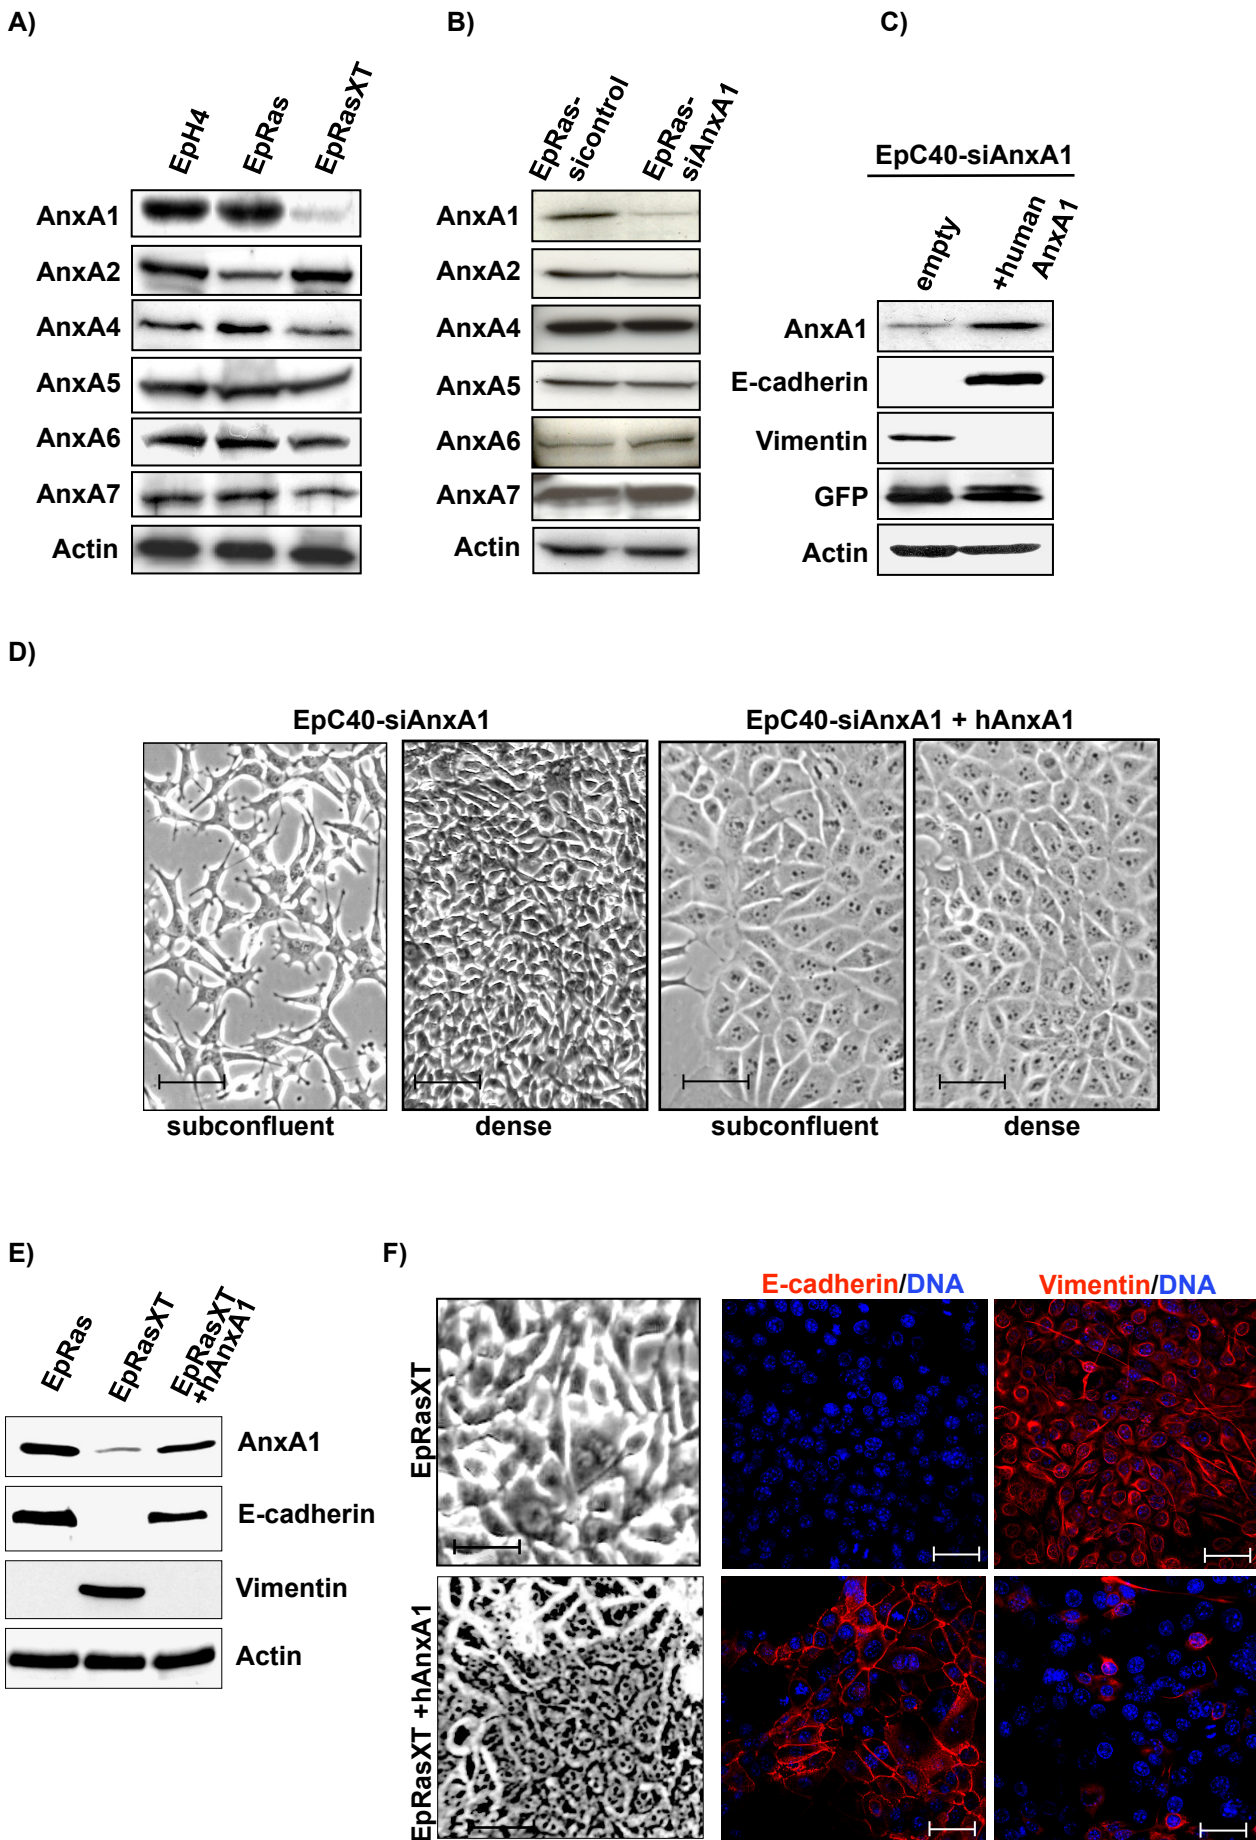 A)
EpH4
EpRas
EpRasXT
AnxA1
AnxA2
AnxA4
AnxA5
AnxA6
AnxA7
Actin
B)
EpRas-
sicontrol
EpRas-
siAnxA1
AnxA1
AnxA2
AnxA4
AnxA5
AnxA6
AnxA7
Actin
C)
EpC40-siAnxA1
empty
+human
AnxA1
AnxA1
E-cadherin
Vimentin
GFP
Actin
D)
EpC40-siAnxA1
EpC40-siAnxA1 + hAnxA1
subconfluent
dense
subconfluent
dense
E)
EpRas
EpRasXT
EpRasXT
+hAnxA1
AnxA1
E-cadherin
Vimentin
Actin
F)
E-cadherin/DNA
Vimentin/DNA
EpRasXT
EpRasXT +hAnxA1